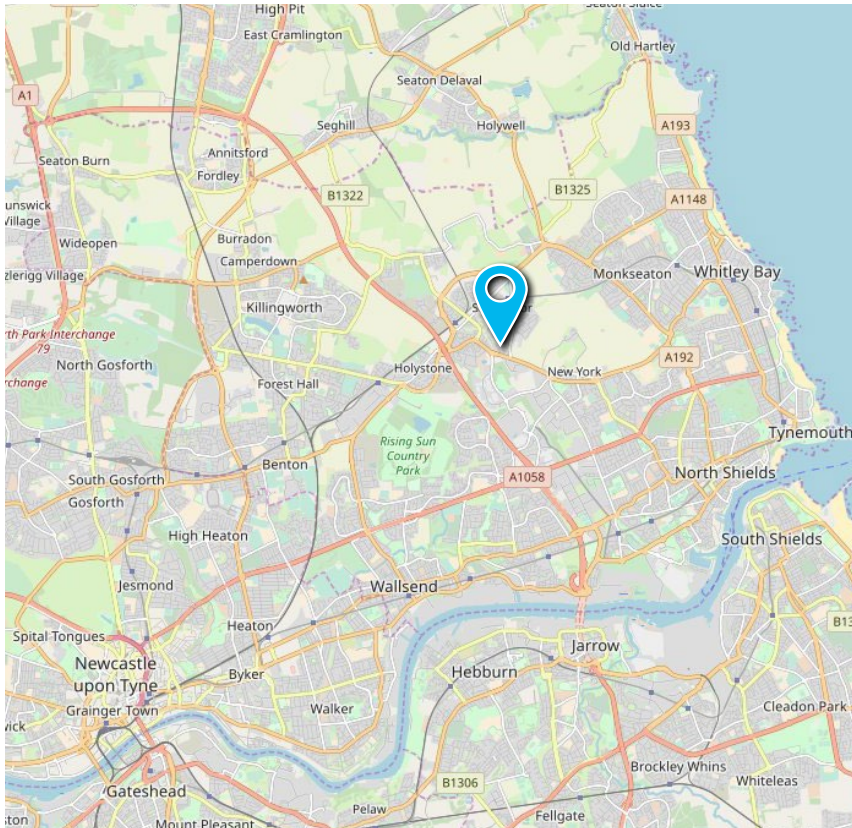 High Pit
Seaton Sluice
East Cramlington
Old Hartley
Seaton Delaval
A1
Seghill
Holywell
A193
Annitsford
Seaton Burn
Fordley
B1322
B1325
A1148
Village
Wideopen
Burradon
Camperdown
Monkseaton
Whitley Bay
Village
Killingworth
Park Interchange
79
North Gosforth
Holystone
New York
A192
Forest Hall
Rising Sun
Country
Park
Tynemouth
Benton
A1058
North Shields
South Gosforth
Gosforth
High Heaton
South Shields
Jesmond
Wallsend
Heaton
Spital Tongues
Jarrow
Newcastle
upon Tyne
Byker
Hebburn
Grainger Town
Walker
Cleadon Park
Brockley Whins
B1306
Whiteleas
Gateshead
Pelaw
Mount Pleasant
Fellgate